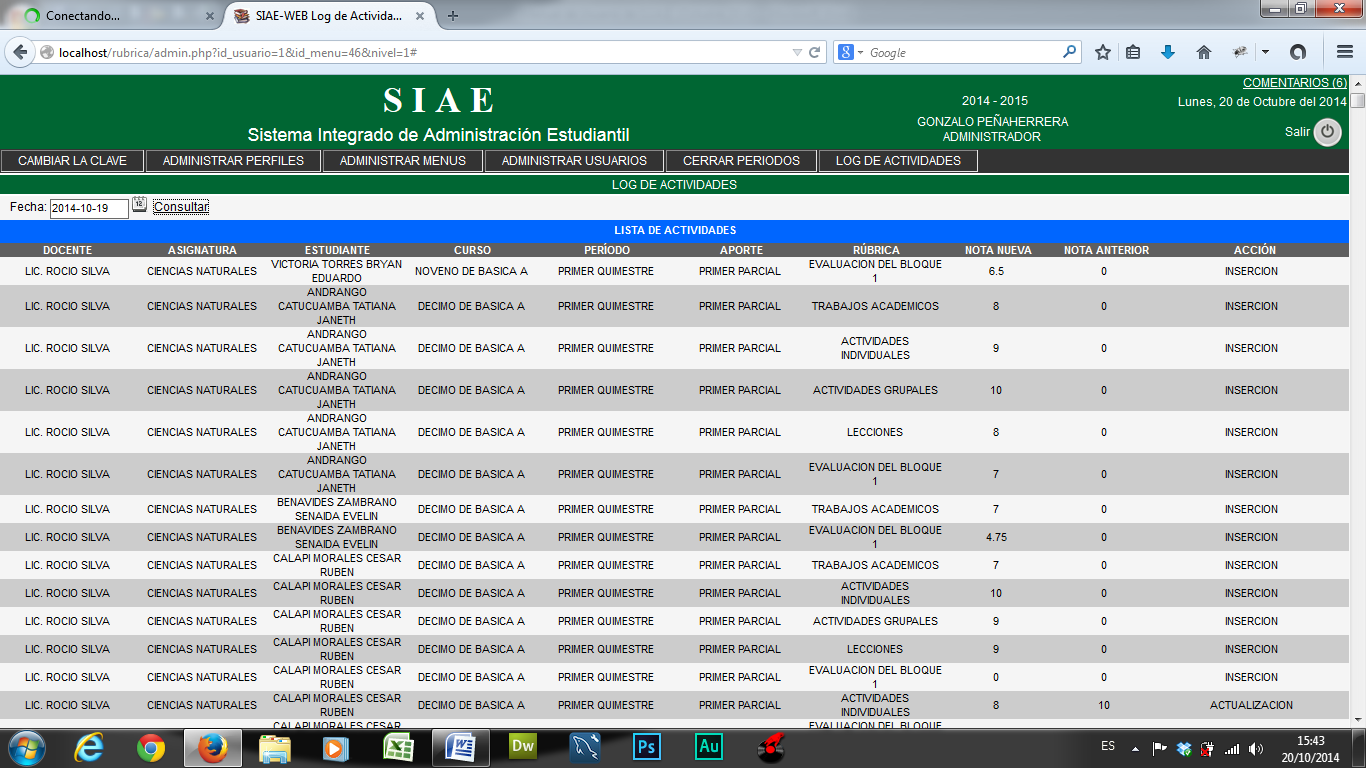 Conectando...
SIAE-WEB Log de Activida...
localhost/rubrica/admin.php?id_usuario=1&id_menu=46&nivel=1#
Google
COMENTARIOS (6)
S I A E
2014 - 2015
Lunes, 20 de Octubre del 2014
GONZALO PEÑAHERRERA
Sistema Integrado de Administración Estudiantil
ADMINISTRADOR
Salir
CAMBIAR LA CLAVE ADMINISTRAR PERFILES ADMINISTRAR MENUS ADMINISTRAR USUARIOS CERRAR PERIODOS LOG DE ACTIVIDADES
LOG DE ACTIVIDADES
Fecha: 2014-10-19 12 Consultar
LISTA DE ACTIVIDADES
DOCENTE ASIGNATURA ESTUDIANTE CURSO PERÍODO APORTE RÚBRICA NOTA NUEVA NOTA ANTERIOR ACCIÓN
LIC. ROCIO SILVA CIENCIAS NATURALES VICTORIA TORRES BRYAN EDUARDO NOVENO DE BASICA A PRIMER QUIMESTRE PRIMER PARCIAL EVALUACION DEL BLOQUE 1 6.5 0 INSERCION
LIC. ROCIO SILVA CIENCIAS NATURALES ANDRANGO CATUCUAMBA TATIANA JANETH DECIMO DE BASICA A PRIMER QUIMESTRE PRIMER PARCIAL TRABAJOS ACADEMICOS 8 0 INSERCION
LIC. ROCIO SILVA CIENCIAS NATURALES ANDRANGO CATUCUAMBA TATIANA JANETH DECIMO DE BASICA A PRIMER QUIMESTRE PRIMER PARCIAL ACTIVIDADES INDIVIDUALES 9 0 INSERCION
LIC. ROCIO SILVA CIENCIAS NATURALES ANDRANGO CATUCUAMBA TATIANA JANETH DECIMO DE BASICA A PRIMER QUIMESTRE PRIMER PARCIAL ACTIVIDADES GRUPALES 10 0 INSERCION
LIC. ROCIO SILVA CIENCIAS NATURALES ANDRANGO CATUCUAMBA TATIANA JANETH DECIMO DE BASICA A PRIMER QUIMESTRE PRIMER PARCIAL LECCIONES 8 0 INSERCION
LIC. ROCIO SILVA CIENCIAS NATURALES ANDRANGO CATUCUAMBA TATIANA JANETH DECIMO DE BASICA A PRIMER QUIMESTRE PRIMER PARCIAL EVALUACION DEL BLOQUE 1 7 0 INSERCION
LIC. ROCIO SILVA CIENCIAS NATURALES BENAVIDES ZAMBRANO SENAIDA EVELIN DECIMO DE BASICA A PRIMER QUIMESTRE PRIMER PARCIAL TRABAJOS ACADEMICOS 7 0 INSERCION
LIC. ROCIO SILVA CIENCIAS NATURALES BENAVIDES ZAMBRANO SENAIDA EVELIN DECIMO DE BASICA A PRIMER QUIMESTRE PRIMER PARCIAL EVALUACION DEL BLOQUE 1 4.75 0 INSERCION
LIC. ROCIO SILVA CIENCIAS NATURALES CALAPI MORALES CESAR RUBEN DECIMO DE BASICA A PRIMER QUIMESTRE PRIMER PARCIAL TRABAJOS ACADEMICOS 7 0 INSERCION
LIC. ROCIO SILVA CIENCIAS NATURALES CALAPI MORALES CESAR RUBEN DECIMO DE BASICA A PRIMER QUIMESTRE PRIMER PARCIAL ACTIVIDADES INDIVIDUALES 10 0 INSERCION
LIC. ROCIO SILVA CIENCIAS NATURALES CALAPI MORALES CESAR RUBEN DECIMO DE BASICA A PRIMER QUIMESTRE PRIMER PARCIAL ACTIVIDADES GRUPALES 9 0 INSERCION
LIC. ROCIO SILVA CIENCIAS NATURALES CALAPI MORALES CESAR RUBEN DECIMO DE BASICA A PRIMER QUIMESTRE PRIMER PARCIAL LECCIONES 9 0 INSERCION
LIC. ROCIO SILVA CIENCIAS NATURALES CALAPI MORALES CESAR RUBEN DECIMO DE BASICA A PRIMER QUIMESTRE PRIMER PARCIAL EVALUACION DEL BLOQUE 1 0 0 INSERCION
LIC. ROCIO SILVA CIENCIAS NATURALES CALAPI MORALES CESAR RUBEN DECIMO DE BASICA A PRIMER QUIMESTRE PRIMER PARCIAL ACTIVIDADES INDIVIDUALES 8 10 ACTUALIZACION
CALAPI MORALES CESAR EVALUACION DEL BLOQUE
Dw Ps Au
ES
15:43
20/10/2014